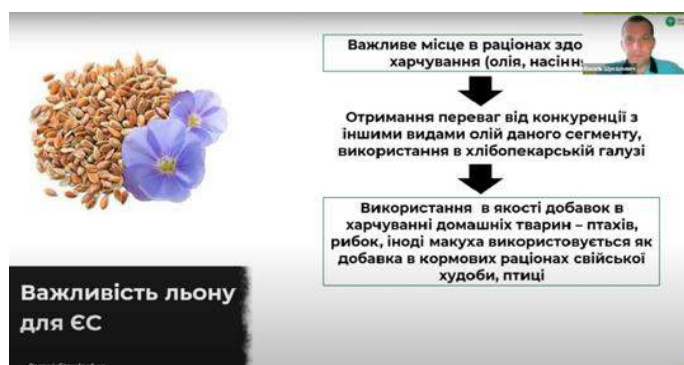 Важливе місце в раціонах здо
харчування (олія, насінн
Отримання переваг від конкуренції з
іншими видами олій даного сегменту,
використання в хлібопекарській галузі
Використання в якості добавок в
харчуванні домашніх тварин – птахів,
рибок, іноді макуха використовується як
добавка в кормових раціонах свійської
худоби, птиці
Важливість льону
для ЄС